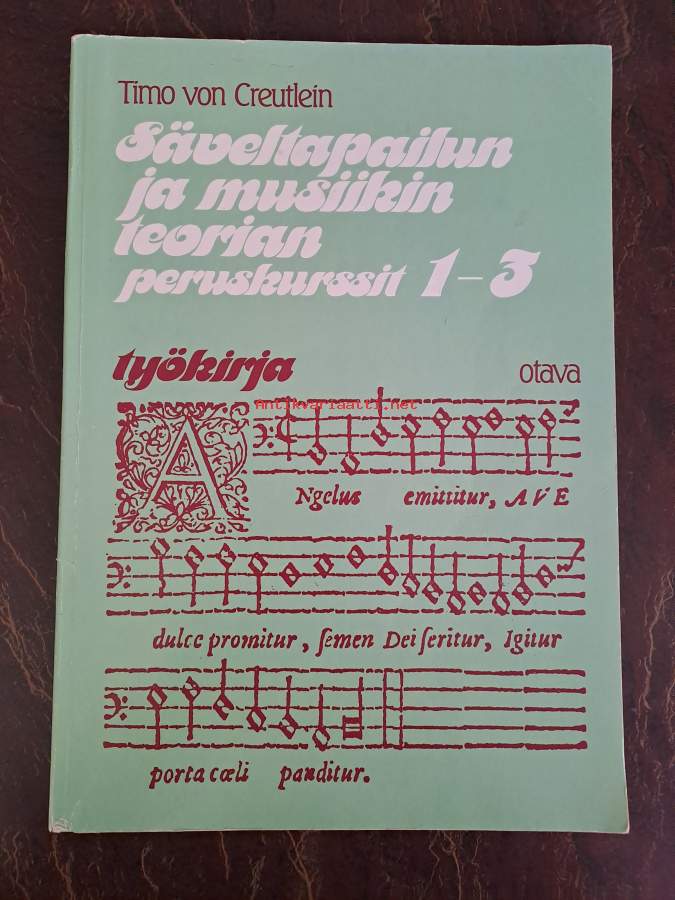 Timo von Creutlein
Säveltapailun
ja musiikin
teorian
peruskurssit 1-3
työkirja
otava
Antikvariaatti.net
A
Ngelus emittitur, AVE
dulce promitur, ſemen Dei ſeritur, Igitur
porta cœli panditur.